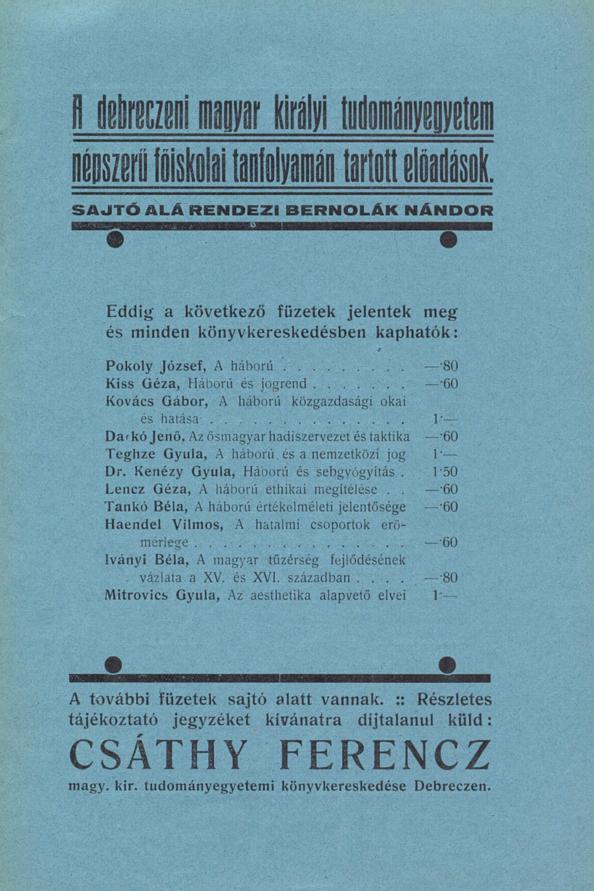 A debreczeni magyar királyi tudományegyetem
népszerű főiskolai tanfolyamán tartott előadások.
SAJTÓ ALÁ RENDEZI BERNOLÁK NÁNDOR
Eddig a következő füzetek jelentek meg
és minden könyvkereskedésben kaphatók:
Pokoly József, A háború . . . . . . . . . —·80
Kiss Géza, Háború és jogrend . . . . . . . —·60
Kovács Gábor, A háború közgazdasági okai
és hatása . . . . . . . . . . . . . . 1·—
Darkó Jenő, Az ősmagyar hadiszervezet és taktika —·60
Teghze Gyula, A háború és a nemzetközi jog 1·—
Dr. Kenézy Gyula, Háború és sebgyógyítás . 1·50
Lencz Géza, A háború ethikai megítélése . . —·60
Tankó Béla, A háború értékelméleti jelentősége —·60
Haendel Vilmos, A hatalmi csoportok erő-
mérlege . . . . . . . . . . . . . . . —·60
Iványi Béla, A magyar tűzérség fejlődésének
vázlata a XV. és XVI. században . . . . —·80
Mitrovics Gyula, Az aesthetika alapvető elvei 1·—
A további füzetek sajtó alatt vannak. :: Részletes
tájékoztató jegyzéket kívánatra díjtalanul küld:
CSÁTHY FERENCZ
magy. kir. tudományegyetemi könyvkereskedése Debreczen.